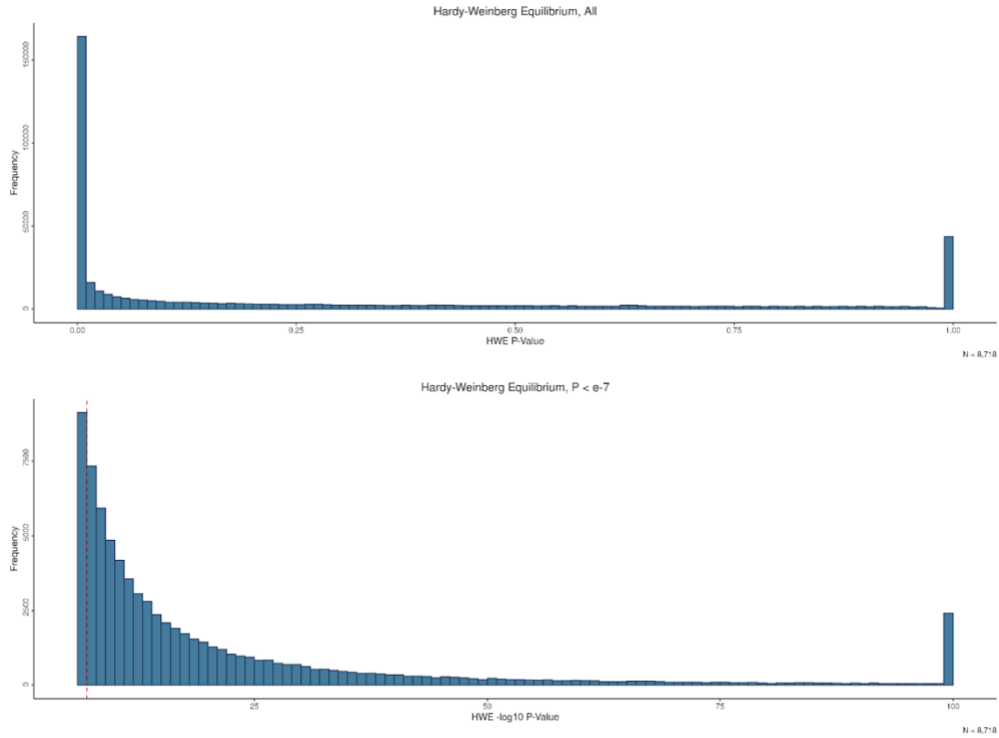 Hardy-Weinberg Equilibrium, All
150000
100000
50000
0
Frequency
0.00 0.25 0.50 0.75 1.00
HWE P-Value
N = 8,718
Hardy-Weinberg Equilibrium, P < e-7
7500
5000
2500
0
Frequency
25 50 75 100
HWE -log10 P-Value
N = 8,718